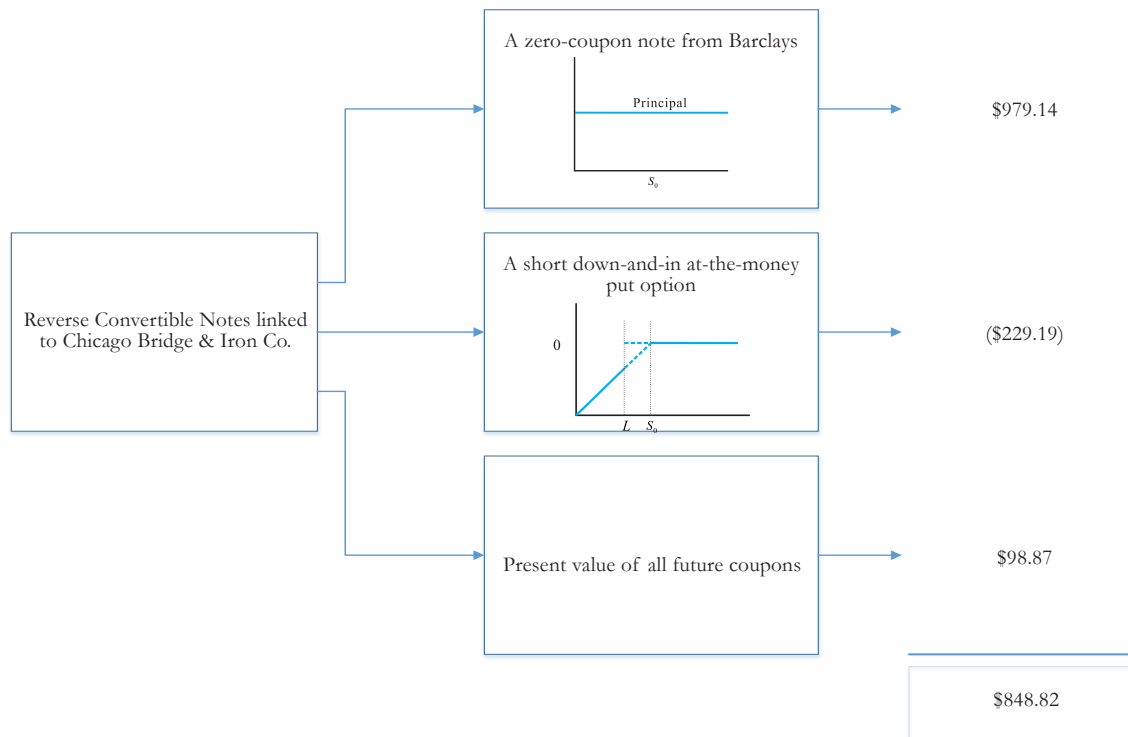 A zero-coupon note from Barclays
Principal
S₀
$979.14
Reverse Convertible Notes linked
to Chicago Bridge & Iron Co.
A short down-and-in at-the-money
put option
0
L S₀
($229.19)
Present value of all future coupons
$98.87
$848.82